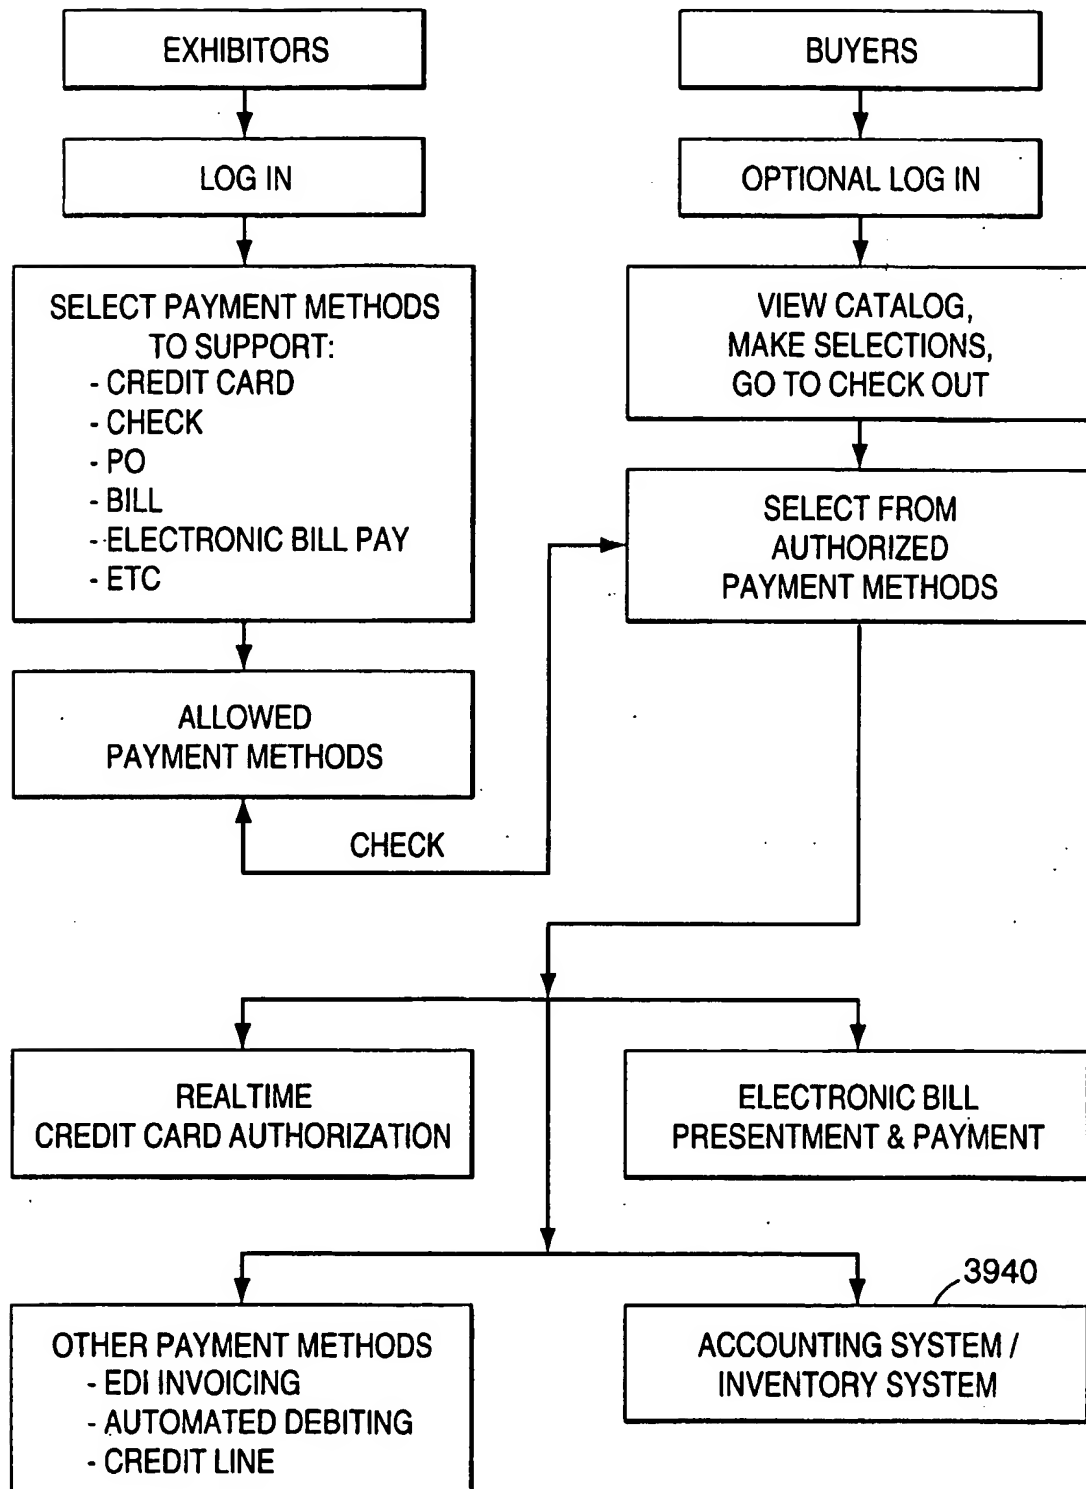 EXHIBITORS
LOG IN
SELECT PAYMENT METHODS
TO SUPPORT:
- CREDIT CARD
- CHECK
- PO
- BILL
- ELECTRONIC BILL PAY
- ETC
ALLOWED
PAYMENT METHODS
CHECK
BUYERS
OPTIONAL LOG IN
VIEW CATALOG,
MAKE SELECTIONS,
GO TO CHECK OUT
SELECT FROM
AUTHORIZED
PAYMENT METHODS
REALTIME
CREDIT CARD AUTHORIZATION
ELECTRONIC BILL
PRESENTMENT & PAYMENT
OTHER PAYMENT METHODS
- EDI INVOICING
- AUTOMATED DEBITING
- CREDIT LINE
3940
ACCOUNTING SYSTEM /
INVENTORY SYSTEM